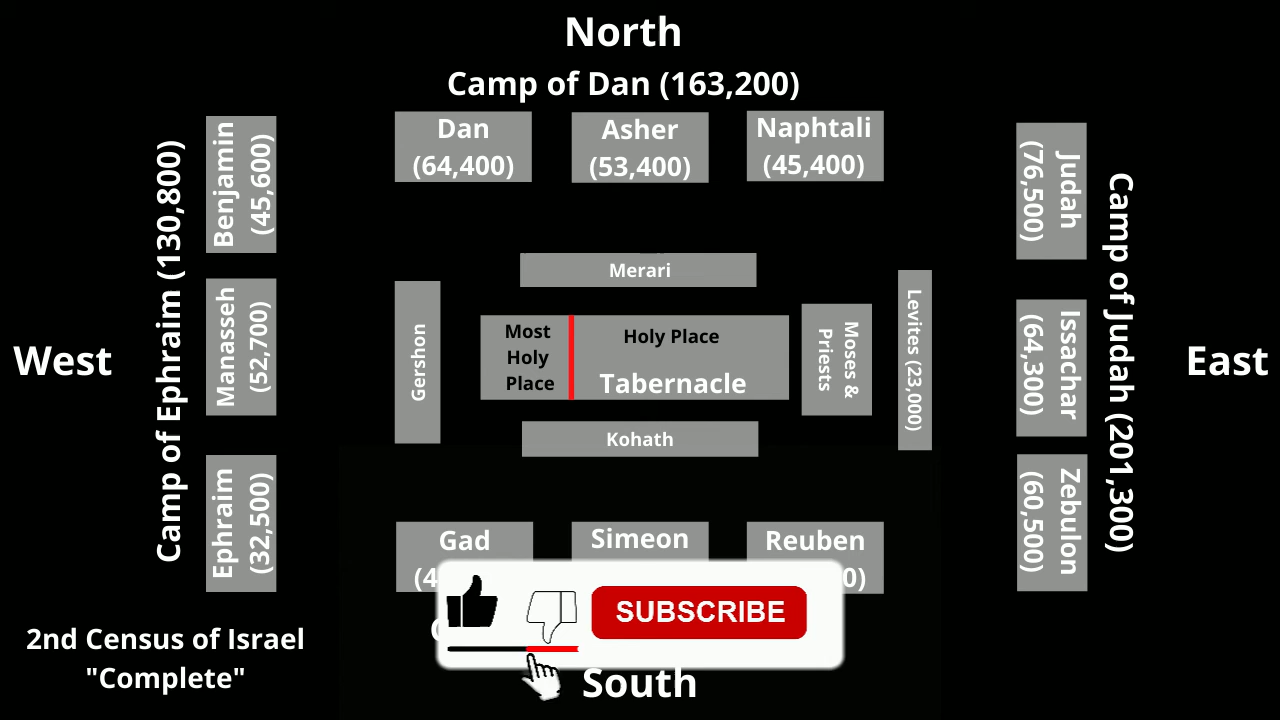 North
Camp of Dan (163,200)
Dan
(64,400)
Asher
(53,400)
Naphtali
(45,400)
Camp of Ephraim (130,800)
Benjamin
(45,600)
Manasseh
(52,700)
Ephraim
(32,500)
West
Merari
Gershon
Most
Holy
Place
Holy Place
Tabernacle
Moses &
Priests
Levites (23,000)
Kohath
Judah
(76,500)
Issachar
(64,300)
Zebulon
(60,500)
Camp of Judah (201,300)
East
Gad
Simeon
Reuben
SUBSCRIBE
South
2nd Census of Israel
"Complete"